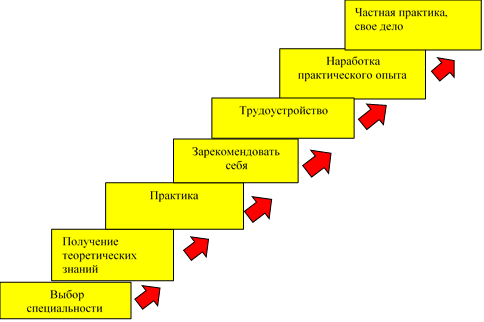 Частная практика,
свое дело
Наработка
практического опыта
Трудоустройство
Зарекомендовать
себя
Практика
Получение
теоретических
знаний
Выбор
специальности